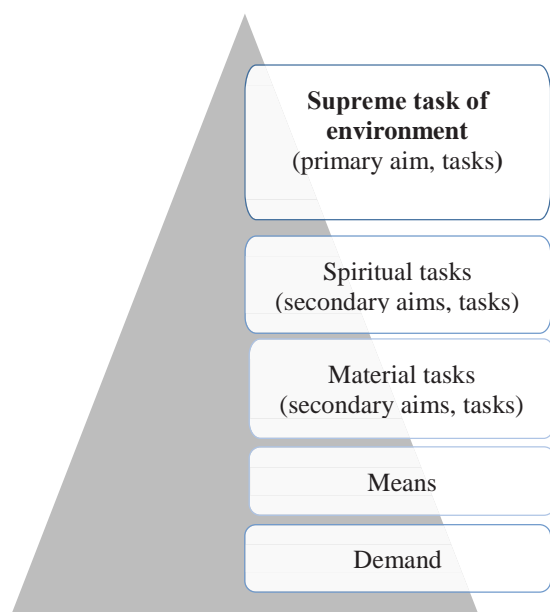 Supreme task of
environment
(primary aim, tasks)
Spiritual tasks
(secondary aims, tasks)
Material tasks
(secondary aims, tasks)
Means
Demand